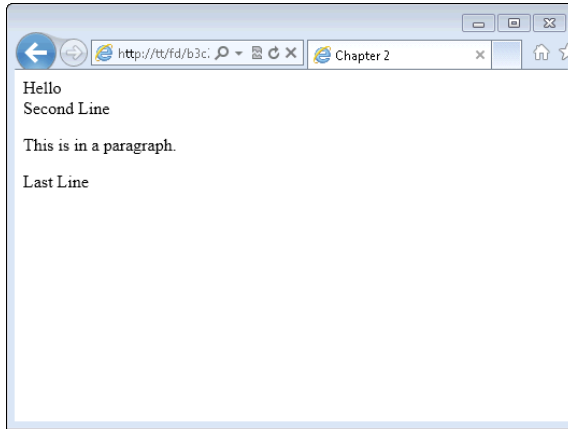 http://tt/fd/b3c
Chapter 2
Hello
Second Line
This is in a paragraph.
Last Line